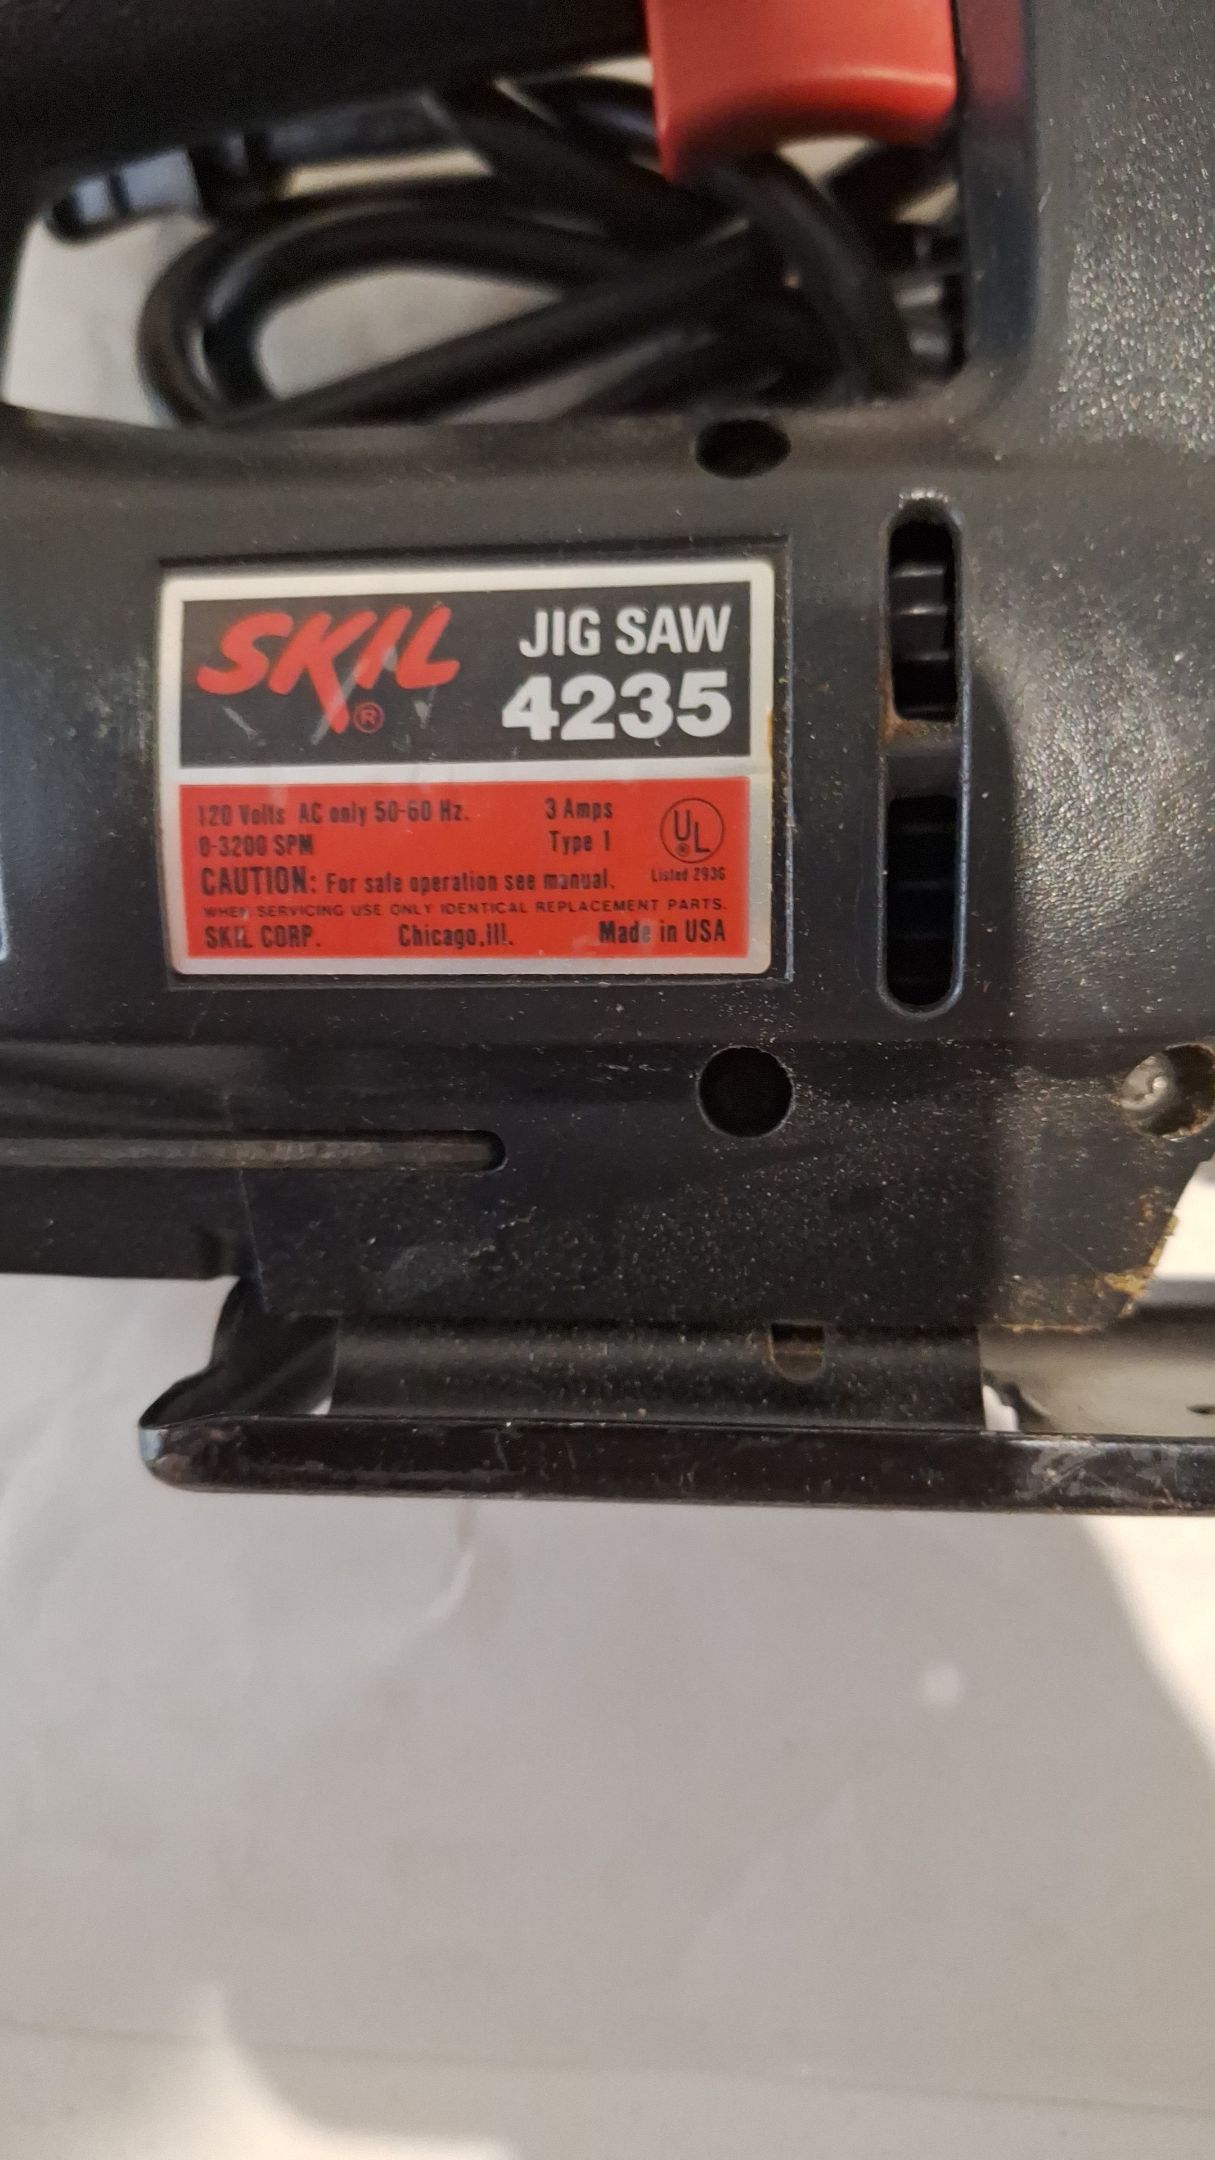 SKIL® JIG SAW
4235
120 Volts AC only 50-60 Hz. 3 Amps
0-3200 SPM Type 1 UL®
CAUTION: For safe operation see manual. Listed 293G
WHEN SERVICING USE ONLY IDENTICAL REPLACEMENT PARTS.
SKIL CORP. Chicago, Ill. Made in USA